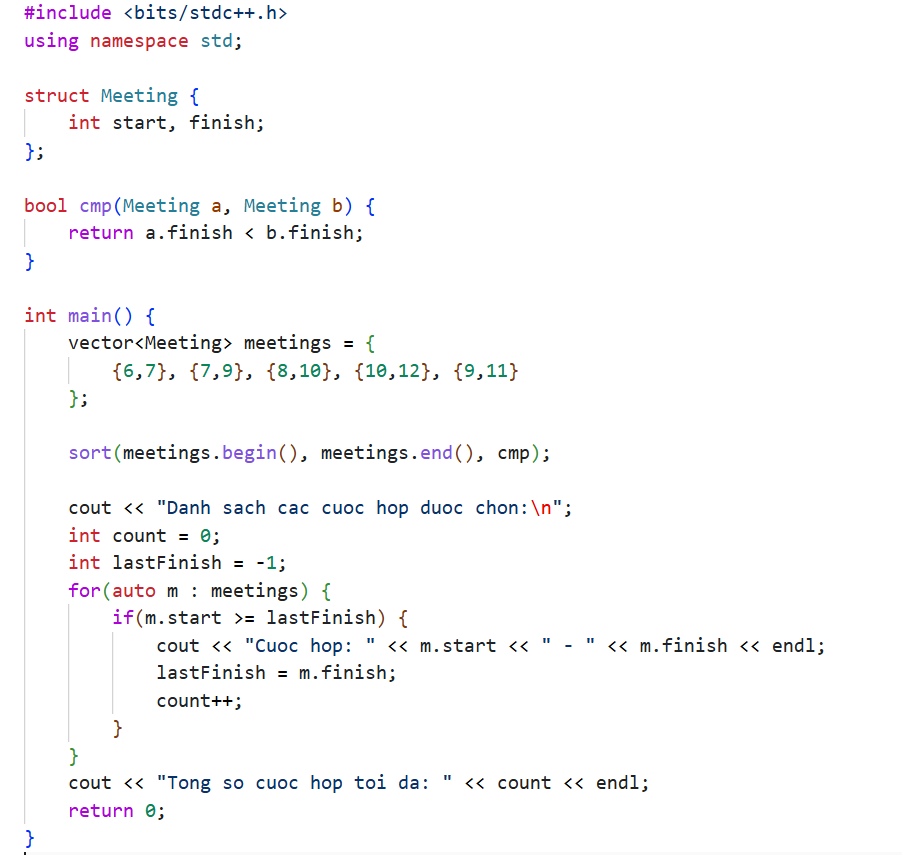 #include <bits/stdc++.h>
using namespace std;

struct Meeting {
    int start, finish;
};

bool cmp(Meeting a, Meeting b) {
    return a.finish < b.finish;
}

int main() {
    vector<Meeting> meetings = {
        {6,7}, {7,9}, {8,10}, {10,12}, {9,11}
    };

    sort(meetings.begin(), meetings.end(), cmp);

    cout << "Danh sach cac cuoc hop duoc chon:\n";
    int count = 0;
    int lastFinish = -1;
    for(auto m : meetings) {
        if(m.start >= lastFinish) {
            cout << "Cuoc hop: " << m.start << " - " << m.finish << endl;
            lastFinish = m.finish;
            count++;
        }
    }
    cout << "Tong so cuoc hop toi da: " << count << endl;
    return 0;
}